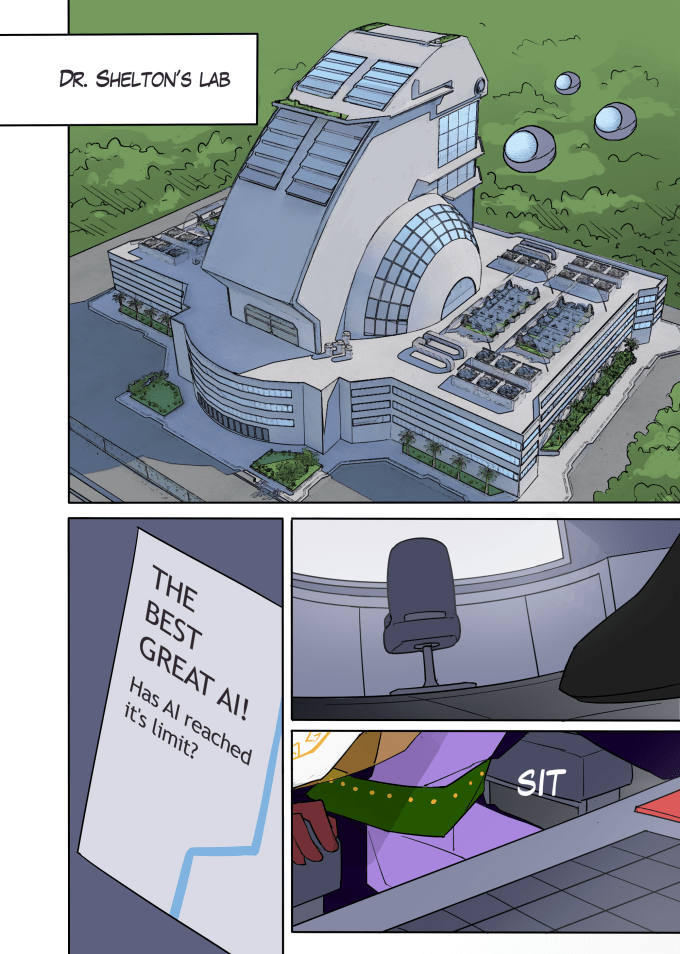 Dr. Shelton's lab
THE
BEST
GREAT AI!
Has AI reached
it's limit?
SIT